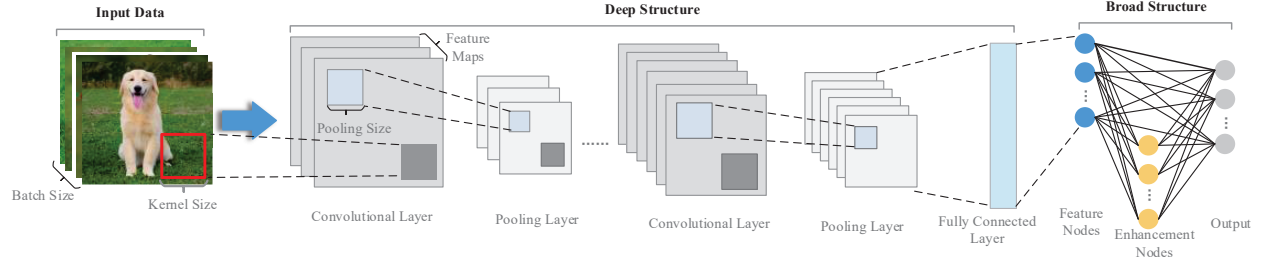 Input Data
Deep Structure
Broad Structure
Feature
Maps
Pooling Size
Batch Size
Kernel Size
Convolutional Layer
Pooling Layer
Convolutional Layer
Pooling Layer
Fully Connected
Layer
Feature
Nodes
Enhancement
Nodes
Output